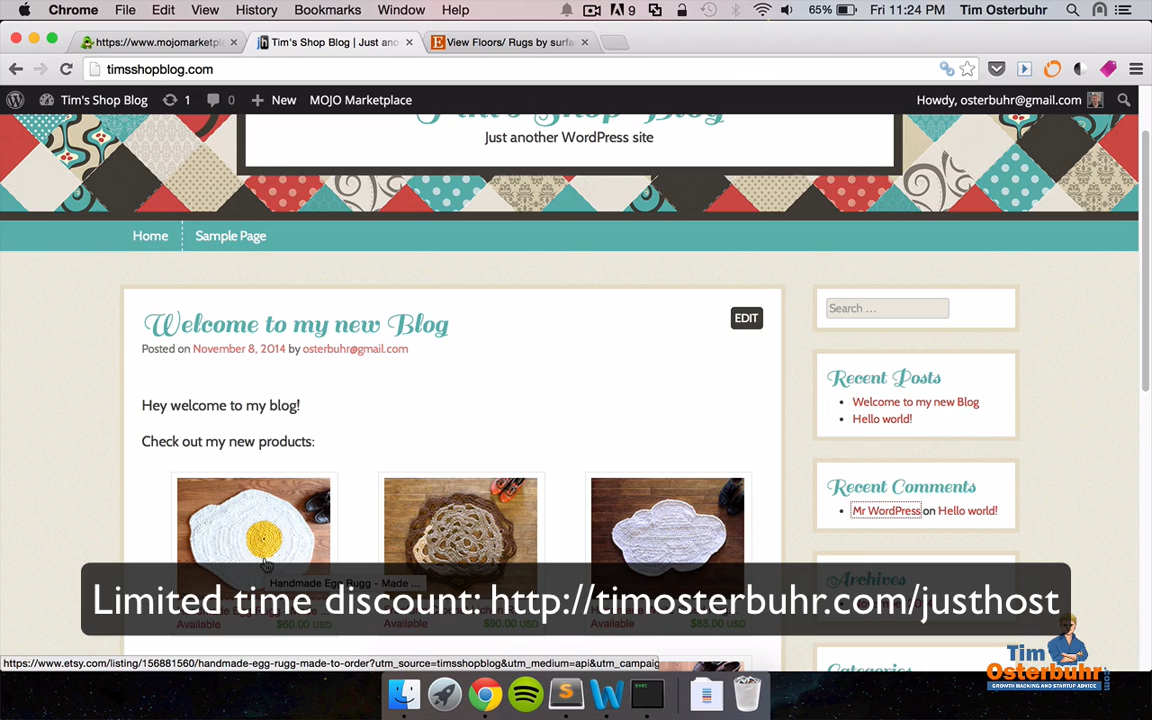 Chrome File Edit View History Bookmarks Window Help 9 65% Fri 11:24 PM Tim Osterbuhr
https://www.mojomarketpl Tim's Shop Blog | Just ano View Floors/ Rugs by surfa
timsshopblog.com
Tim's Shop Blog 1 0 New MOJO Marketplace Howdy, osterbuhr@gmail.com
Tim's Shop Blog
Just another WordPress site
Home Sample Page
Welcome to my new Blog
EDIT
Posted on November 8, 2014 by osterbuhr@gmail.com
Hey welcome to my blog!
Check out my new products:
Search ...
Recent Posts
Welcome to my new Blog
Hello world!
Recent Comments
Mr WordPress on Hello world!
Archives
Handmade Egg Rugg - Made ...
Limited time discount: http://timosterbuhr.com/justhost
Available $60.00 USD
Available $90.00 USD
Available $85.00 USD
Categories
https://www.etsy.com/listing/156881560/handmade-egg-rugg-made-to-order?utm_source=timsshopblog&utm_medium=api&utm_campaig
exec
Tim
Osterbuhr.com
GROWTH HACKING AND STARTUP ADVICE